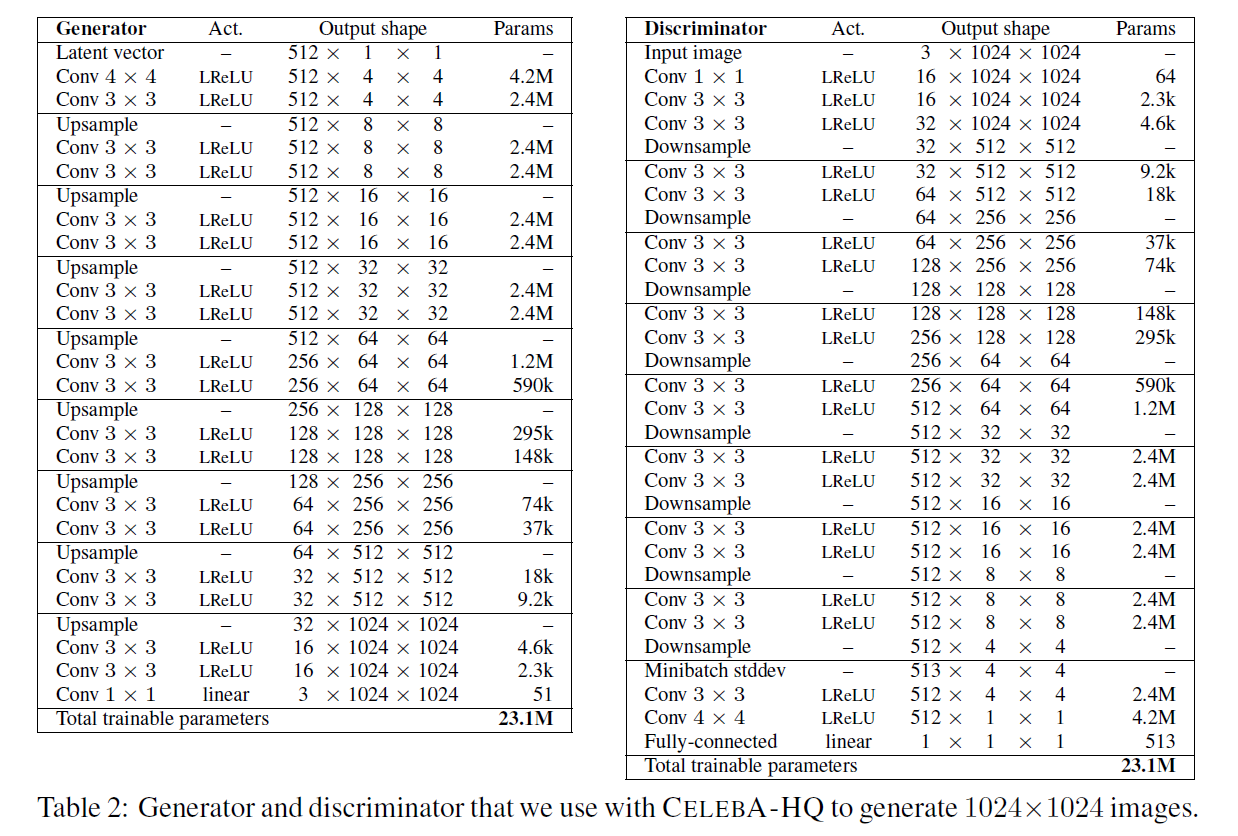 Generator Act. Output shape Params
Latent vector – 512 × 1 × 1 –
Conv 4 × 4 LReLU 512 × 4 × 4 4.2M
Conv 3 × 3 LReLU 512 × 4 × 4 2.4M
Upsample – 512 × 8 × 8 –
Conv 3 × 3 LReLU 512 × 8 × 8 2.4M
Conv 3 × 3 LReLU 512 × 8 × 8 2.4M
Upsample – 512 × 16 × 16 –
Conv 3 × 3 LReLU 512 × 16 × 16 2.4M
Conv 3 × 3 LReLU 512 × 16 × 16 2.4M
Upsample – 512 × 32 × 32 –
Conv 3 × 3 LReLU 512 × 32 × 32 2.4M
Conv 3 × 3 LReLU 512 × 32 × 32 2.4M
Upsample – 512 × 64 × 64 –
Conv 3 × 3 LReLU 256 × 64 × 64 1.2M
Conv 3 × 3 LReLU 256 × 64 × 64 590k
Upsample – 256 × 128 × 128 –
Conv 3 × 3 LReLU 128 × 128 × 128 295k
Conv 3 × 3 LReLU 128 × 128 × 128 148k
Upsample – 128 × 256 × 256 –
Conv 3 × 3 LReLU 64 × 256 × 256 74k
Conv 3 × 3 LReLU 64 × 256 × 256 37k
Upsample – 64 × 512 × 512 –
Conv 3 × 3 LReLU 32 × 512 × 512 18k
Conv 3 × 3 LReLU 32 × 512 × 512 9.2k
Upsample – 32 × 1024 × 1024 –
Conv 3 × 3 LReLU 16 × 1024 × 1024 4.6k
Conv 3 × 3 LReLU 16 × 1024 × 1024 2.3k
Conv 1 × 1 linear 3 × 1024 × 1024 51
Total trainable parameters 23.1M
Discriminator Act. Output shape Params
Input image – 3 × 1024 × 1024 –
Conv 1 × 1 LReLU 16 × 1024 × 1024 64
Conv 3 × 3 LReLU 16 × 1024 × 1024 2.3k
Conv 3 × 3 LReLU 32 × 1024 × 1024 4.6k
Downsample – 32 × 512 × 512 –
Conv 3 × 3 LReLU 32 × 512 × 512 9.2k
Conv 3 × 3 LReLU 64 × 512 × 512 18k
Downsample – 64 × 256 × 256 –
Conv 3 × 3 LReLU 64 × 256 × 256 37k
Conv 3 × 3 LReLU 128 × 256 × 256 74k
Downsample – 128 × 128 × 128 –
Conv 3 × 3 LReLU 128 × 128 × 128 148k
Conv 3 × 3 LReLU 256 × 128 × 128 295k
Downsample – 256 × 64 × 64 –
Conv 3 × 3 LReLU 256 × 64 × 64 590k
Conv 3 × 3 LReLU 512 × 64 × 64 1.2M
Downsample – 512 × 32 × 32 –
Conv 3 × 3 LReLU 512 × 32 × 32 2.4M
Conv 3 × 3 LReLU 512 × 32 × 32 2.4M
Downsample – 512 × 16 × 16 –
Conv 3 × 3 LReLU 512 × 16 × 16 2.4M
Conv 3 × 3 LReLU 512 × 16 × 16 2.4M
Downsample – 512 × 8 × 8 –
Conv 3 × 3 LReLU 512 × 8 × 8 2.4M
Conv 3 × 3 LReLU 512 × 8 × 8 2.4M
Downsample – 512 × 4 × 4 –
Minibatch stddev – 513 × 4 × 4 –
Conv 3 × 3 LReLU 512 × 4 × 4 2.4M
Conv 4 × 4 LReLU 512 × 1 × 1 4.2M
Fully-connected linear 1 × 1 × 1 513
Total trainable parameters 23.1M
Table 2: Generator and discriminator that we use with CELEBA-HQ to generate 1024×1024 images.